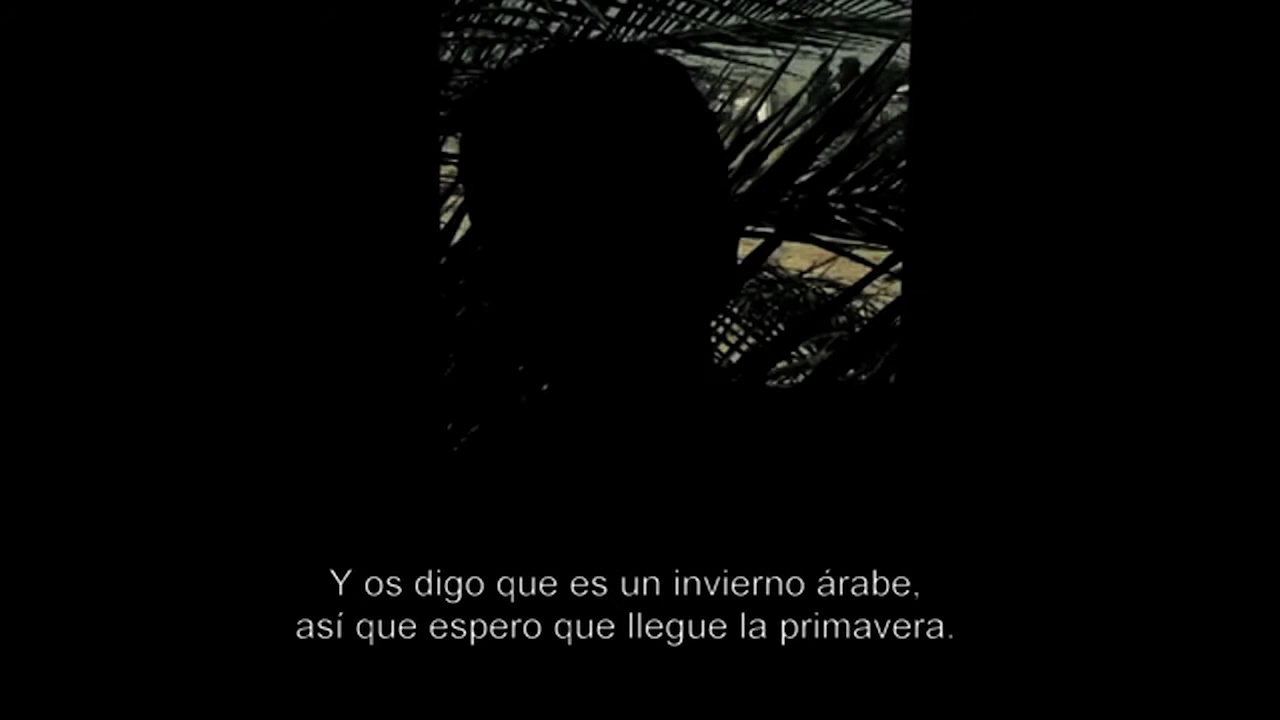 Y os digo que es un invierno árabe,
así que espero que llegue la primavera.